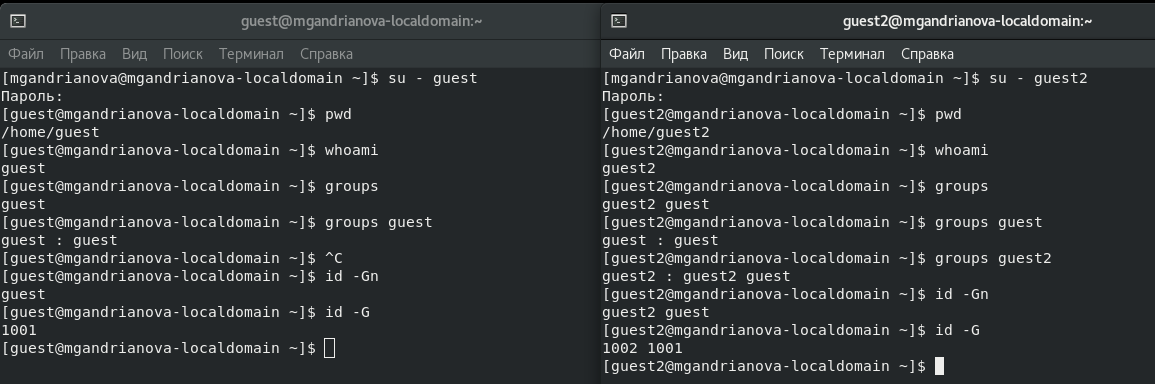 guest@mgandrianova-localdomain:~
Файл Правка Вид Поиск Терминал Справка
[mgandrianova@mgandrianova-localdomain ~]$ su - guest
Пароль:
[guest@mgandrianova-localdomain ~]$ pwd
/home/guest
[guest@mgandrianova-localdomain ~]$ whoami
guest
[guest@mgandrianova-localdomain ~]$ groups
guest
[guest@mgandrianova-localdomain ~]$ groups guest
guest : guest
[guest@mgandrianova-localdomain ~]$ ^C
[guest@mgandrianova-localdomain ~]$ id -Gn
guest
[guest@mgandrianova-localdomain ~]$ id -G
1001
[guest@mgandrianova-localdomain ~]$
guest2@mgandrianova-localdomain:~
Файл Правка Вид Поиск Терминал Справка
[mgandrianova@mgandrianova-localdomain ~]$ su - guest2
Пароль:
[guest2@mgandrianova-localdomain ~]$ pwd
/home/guest2
[guest2@mgandrianova-localdomain ~]$ whoami
guest2
[guest2@mgandrianova-localdomain ~]$ groups
guest2 guest
[guest2@mgandrianova-localdomain ~]$ groups guest
guest : guest
[guest2@mgandrianova-localdomain ~]$ groups guest2
guest2 : guest2 guest
[guest2@mgandrianova-localdomain ~]$ id -Gn
guest2 guest
[guest2@mgandrianova-localdomain ~]$ id -G
1002 1001
[guest2@mgandrianova-localdomain ~]$